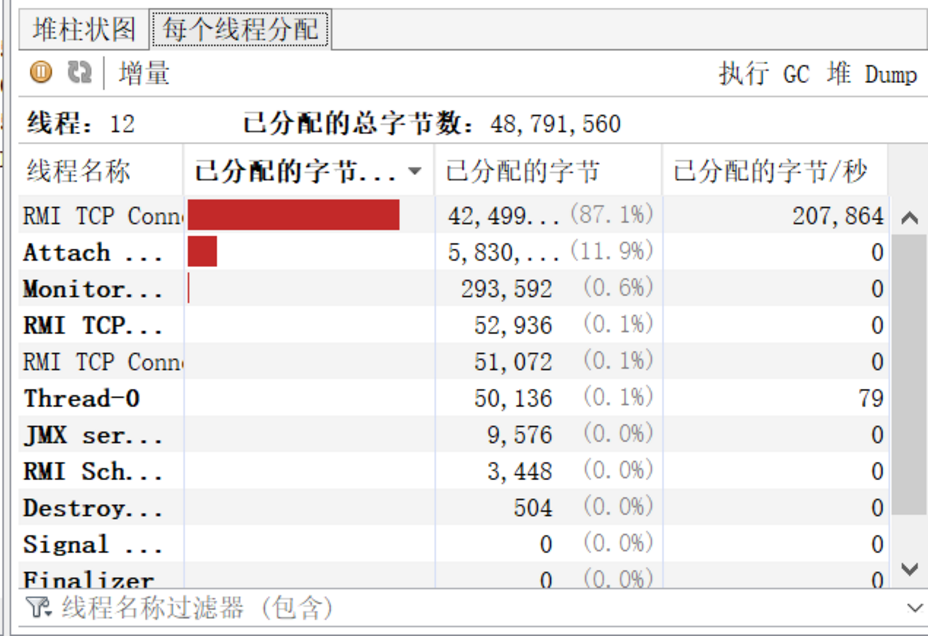 堆柱状图 每个线程分配
增量 执行 GC 堆 Dump
线程: 12 已分配的总字节数: 48,791,560
线程名称 已分配的字节... 已分配的字节 已分配的字节/秒
RMI TCP Conn 42,499... (87.1%) 207,864
Attach ... 5,830,... (11.9%) 0
Monitor... 293,592 (0.6%) 0
RMI TCP... 52,936 (0.1%) 0
RMI TCP Conn 51,072 (0.1%) 0
Thread-0 50,136 (0.1%) 79
JMX ser... 9,576 (0.0%) 0
RMI Sch... 3,448 (0.0%) 0
Destroy... 504 (0.0%) 0
Signal ... 0 (0.0%) 0
Finalizer 0 (0.0%) 0
线程名称过滤器 (包含)